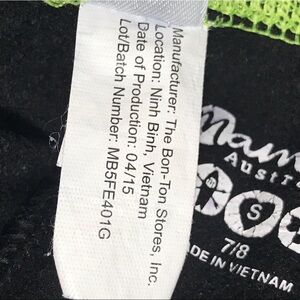 Manufacturer: The Bon-Ton Stores, Inc.
Location: Ninh Binh, Vietnam
Date of Production: 04/15
Lot/Batch Number: MB5FE401G
S
7/8
DE IN VIETNAM